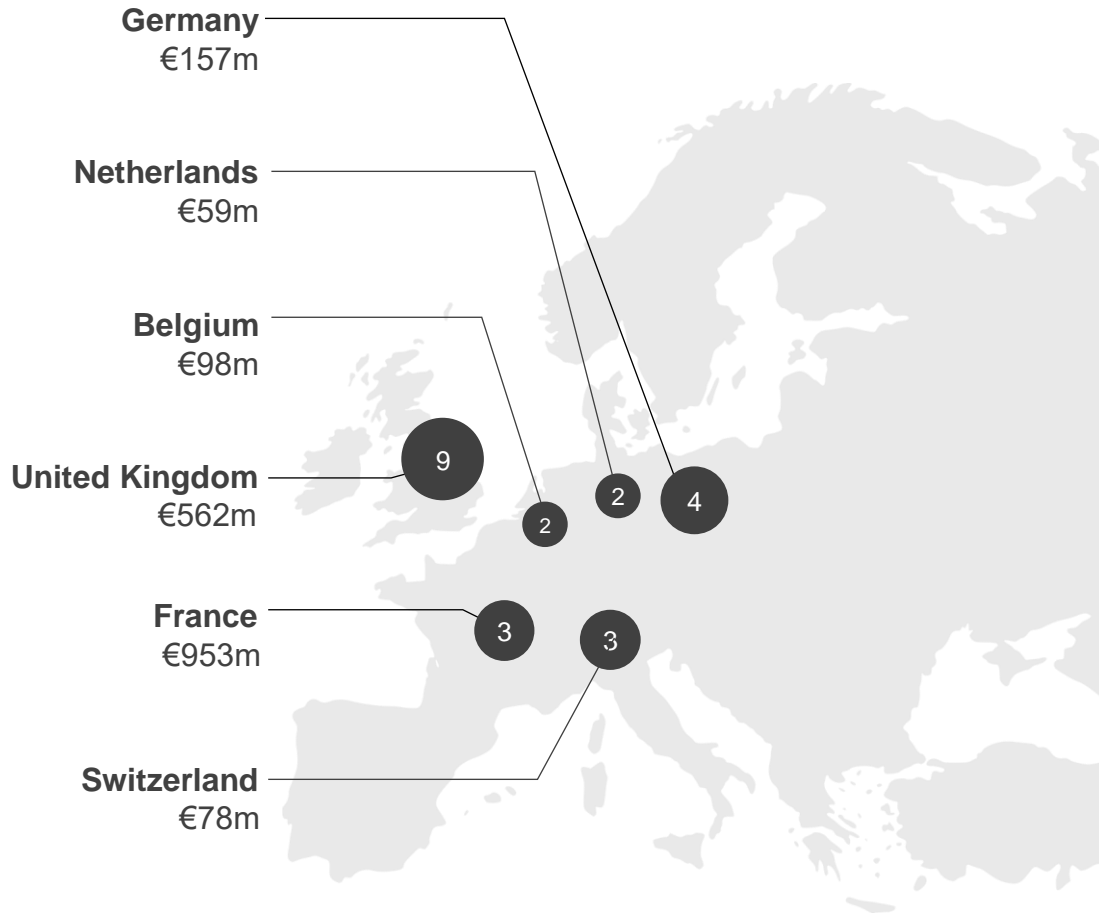 Germany
€157m
Netherlands
€59m
Belgium
€98m
United Kingdom
€562m
France
€953m
Switzerland
€78m
9
2
2
4
3
3